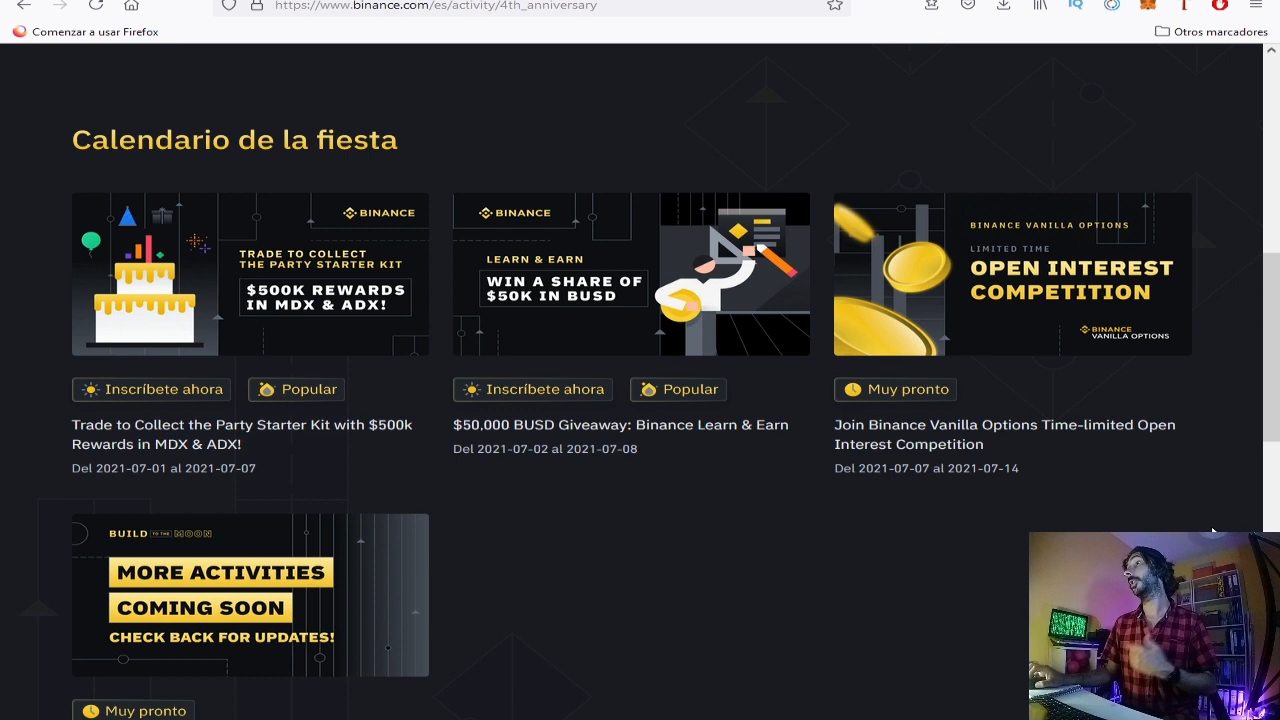 https://www.binance.com/es/activity/4th_anniversary
Comenzar a usar Firefox
Otros marcadores
Calendario de la fiesta
BINANCE
TRADE TO COLLECT
THE PARTY STARTER KIT
$500K REWARDS
IN MDX & ADX!
BINANCE
LEARN & EARN
WIN A SHARE OF
$50K IN BUSD
BINANCE VANILLA OPTIONS
LIMITED TIME
OPEN INTEREST
COMPETITION
BINANCE
VANILLA OPTIONS
Inscríbete ahora
Popular
Inscríbete ahora
Popular
Muy pronto
Trade to Collect the Party Starter Kit with $500k
Rewards in MDX & ADX!
Del 2021-07-01 al 2021-07-07
$50,000 BUSD Giveaway: Binance Learn & Earn
Del 2021-07-02 al 2021-07-08
Join Binance Vanilla Options Time-limited Open
Interest Competition
Del 2021-07-07 al 2021-07-14
BUILD TO THE MOON
MORE ACTIVITIES
COMING SOON
CHECK BACK FOR UPDATES!
Muy pronto